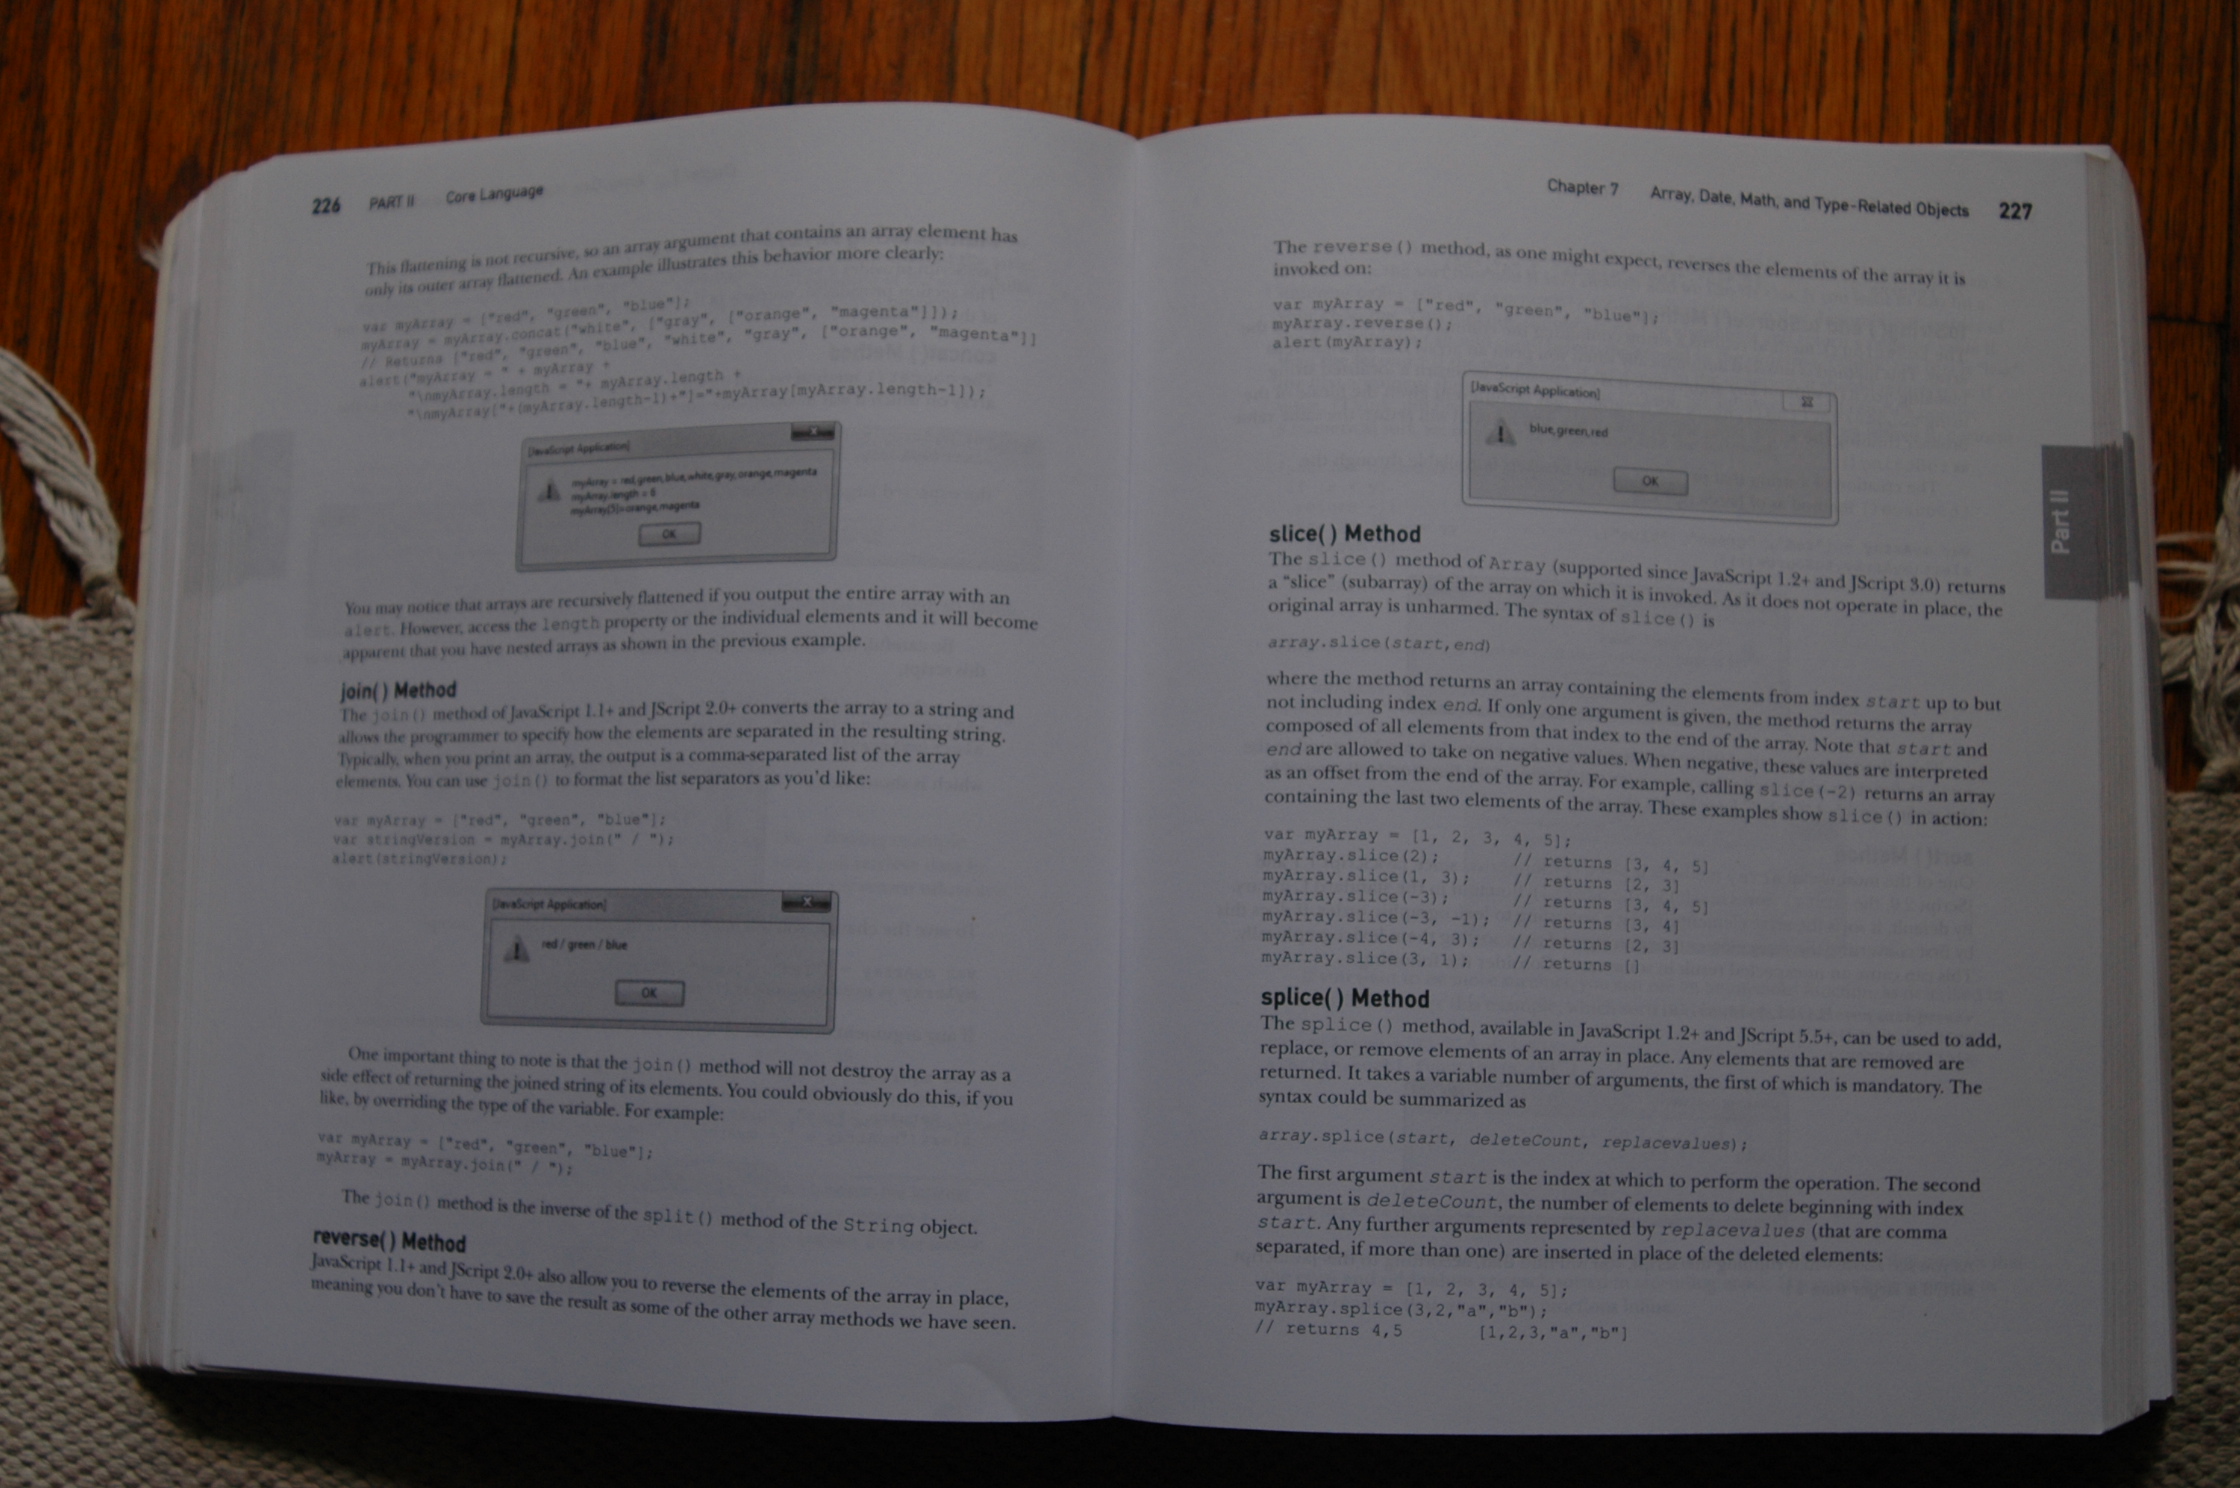 226    PART II    Core Language
This flattening is not recursive, so an array argument that contains an array element has
only its outer array flattened. An example illustrates this behavior more clearly:
var myArray = ["red", "green", "blue"];
myArray = myArray.concat("white", ["gray", ["orange", "magenta"]]);
// Returns ["red", "green", "blue", "white", "gray", ["orange", "magenta"]]
alert("myArray = " + myArray +
"\nmyArray.length = "+ myArray.length +
"\nmyArray["+(myArray.length-1)+"]="+myArray[myArray.length-1]);
[JavaScript Application]
myArray = red,green,blue,white,gray,orange,magenta
myArray.length = 6
myArray[5]=orange,magenta
OK
You may notice that arrays are recursively flattened if you output the entire array with an
alert. However, access the length property or the individual elements and it will become
apparent that you have nested arrays as shown in the previous example.
join() Method
The join() method of JavaScript 1.1+ and JScript 2.0+ converts the array to a string and
allows the programmer to specify how the elements are separated in the resulting string.
Typically, when you print an array, the output is a comma-separated list of the array
elements. You can use join() to format the list separators as you'd like:
var myArray = ["red", "green", "blue"];
var stringVersion = myArray.join(" / ");
alert(stringVersion);
[JavaScript Application]
X
red / green / blue
OK
One important thing to note is that the join() method will not destroy the array as a
side effect of returning the joined string of its elements. You could obviously do this, if you
like, by overriding the type of the variable. For example:
var myArray = ["red", "green", "blue"];
myArray = myArray.join(" / ");
The join() method is the inverse of the split() method of the String object.
reverse() Method
JavaScript 1.1+ and JScript 2.0+ also allow you to reverse the elements of the array in place,
meaning you don't have to save the result as some of the other array methods we have seen.
Chapter 7    Array, Date, Math, and Type-Related Objects    227
The reverse() method, as one might expect, reverses the elements of the array it is
invoked on:
var myArray = ["red", "green", "blue"];
myArray.reverse();
alert(myArray);
[JavaScript Application]
blue,green,red
OK
Part II
slice() Method
The slice() method of Array (supported since JavaScript 1.2+ and JScript 3.0) returns
a "slice" (subarray) of the array on which it is invoked. As it does not operate in place, the
original array is unharmed. The syntax of slice() is
array.slice(start,end)
where the method returns an array containing the elements from index start up to but
not including index end. If only one argument is given, the method returns the array
composed of all elements from that index to the end of the array. Note that start and
end are allowed to take on negative values. When negative, these values are interpreted
as an offset from the end of the array. For example, calling slice(-2) returns an array
containing the last two elements of the array. These examples show slice() in action:
var myArray = [1, 2, 3, 4, 5];
myArray.slice(2);      // returns [3, 4, 5]
myArray.slice(1, 3);   // returns [2, 3]
myArray.slice(-3);     // returns [3, 4, 5]
myArray.slice(-3, -1); // returns [3, 4]
myArray.slice(-4, 3);  // returns [2, 3]
myArray.slice(3, 1);   // returns []
splice() Method
The splice() method, available in JavaScript 1.2+ and JScript 5.5+, can be used to add,
replace, or remove elements of an array in place. Any elements that are removed are
returned. It takes a variable number of arguments, the first of which is mandatory. The
syntax could be summarized as
array.splice(start, deleteCount, replacevalues);
The first argument start is the index at which to perform the operation. The second
argument is deleteCount, the number of elements to delete beginning with index
start. Any further arguments represented by replacevalues (that are comma
separated, if more than one) are inserted in place of the deleted elements:
var myArray = [1, 2, 3, 4, 5];
myArray.splice(3,2,"a","b");
// returns 4,5      [1,2,3,"a","b"]